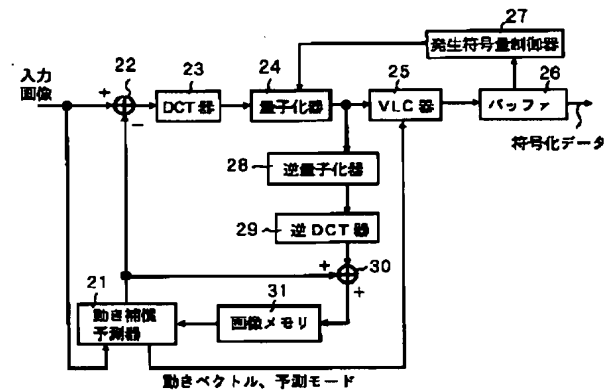 27
発生符号量制御器
入力
画像
+
22
23
24
25
26
−
DCT器
量子化器
VLC器
バッファ
符号化データ
28
逆量子化器
29
逆DCT器
+
30
+
21
31
動き補償
予測器
画像メモリ
動きベクトル、予測モード